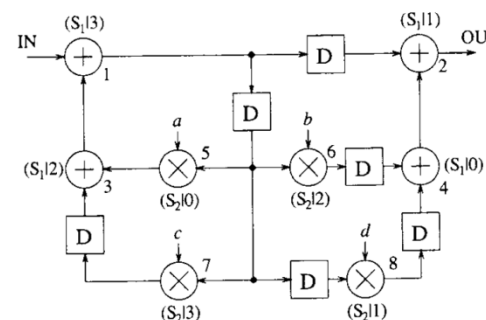 (S₁|3) (S₁|1)
IN + D + OU
1 2
D
a b
(S₁|2) + × 5 × 6 D + (S₁|0)
3 (S₂|0) (S₂|2) 4
D c d D
× 7 D × 8
(S₂|3) (S₂|1)